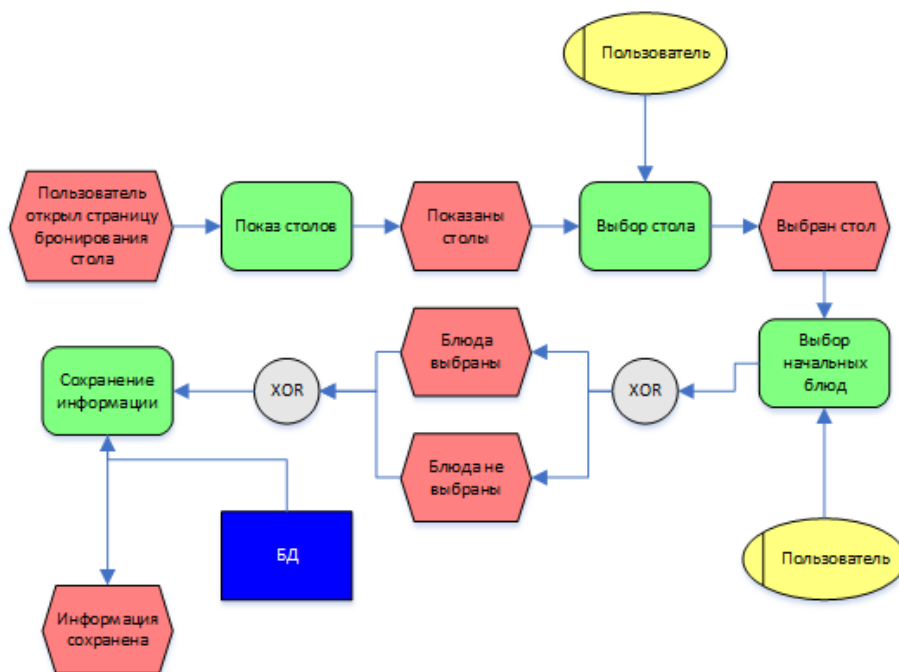 Пользователь
Пользователь
открыл страницу
бронирования
стола
Показ столов
Показаны
столы
Выбор стола
Выбран стол
Сохранение
информации
XOR
Блюда
выбраны
XOR
Выбор
начальных
блюд
Блюда не
выбраны
БД
Пользователь
Информация
сохранена